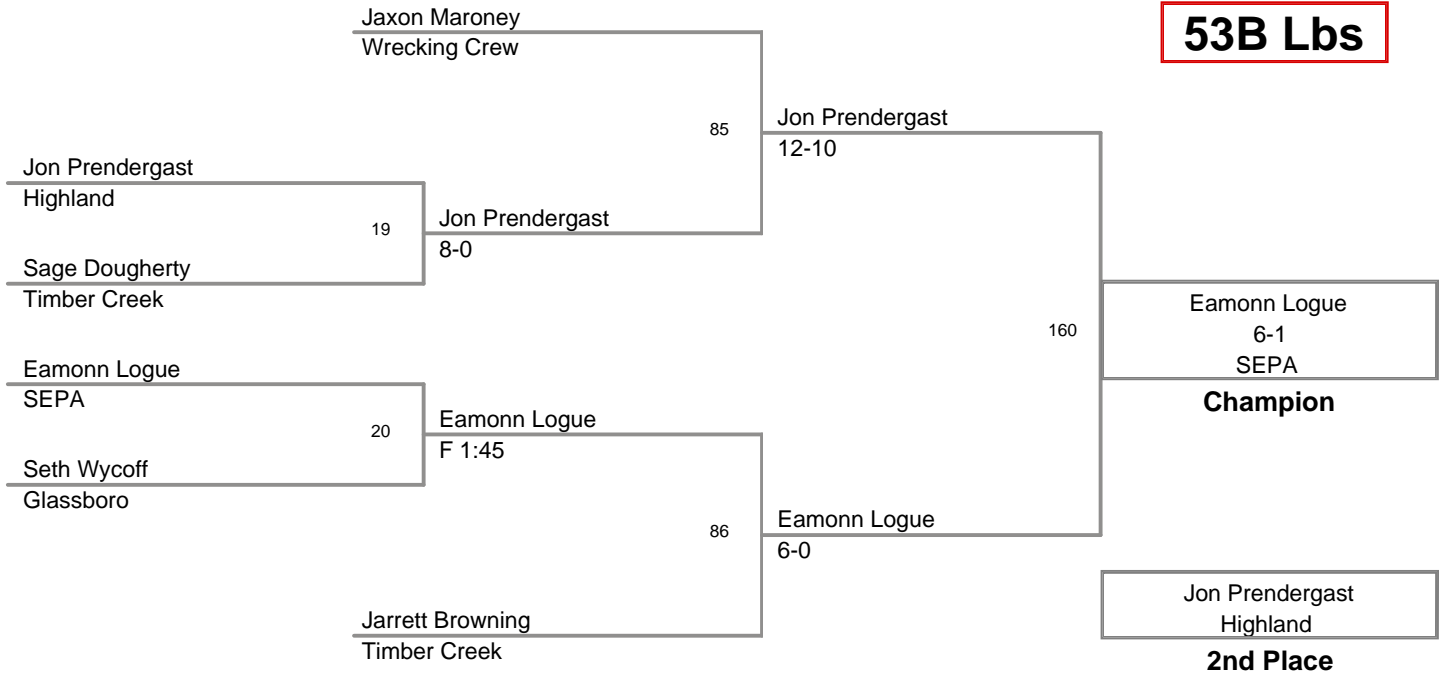 Jaxon Maroney
Wrecking Crew
53B Lbs
85
Jon Prendergast
12-10
Jon Prendergast
Highland
19
Jon Prendergast
8-0
Sage Dougherty
Timber Creek
160
Eamonn Logue
6-1
SEPA
Champion
Eamonn Logue
SEPA
20
Eamonn Logue
F 1:45
Seth Wycoff
Glassboro
86
Eamonn Logue
6-0
Jarrett Browning
Timber Creek
Jon Prendergast
Highland
2nd Place